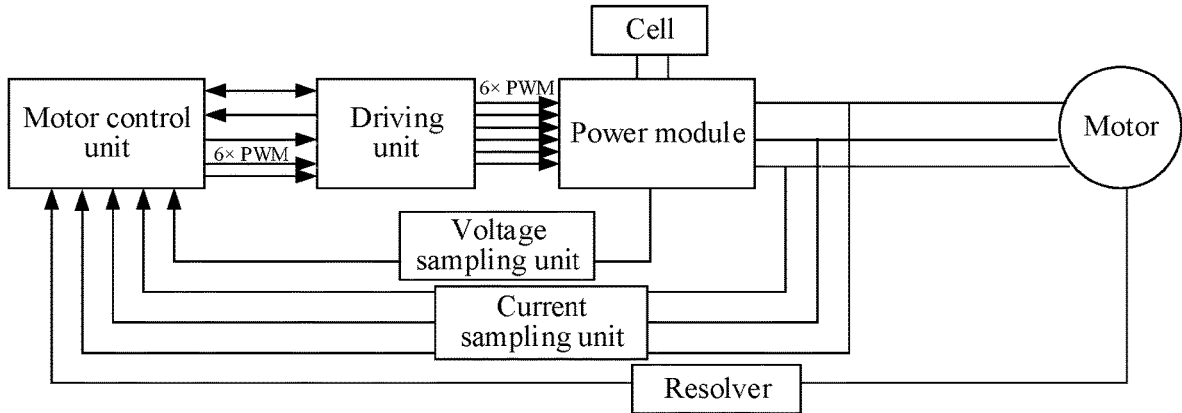 Cell
Motor control
unit
6× PWM
Driving
unit
6× PWM
Power module
Motor
Voltage
sampling unit
Current
sampling unit
Resolver